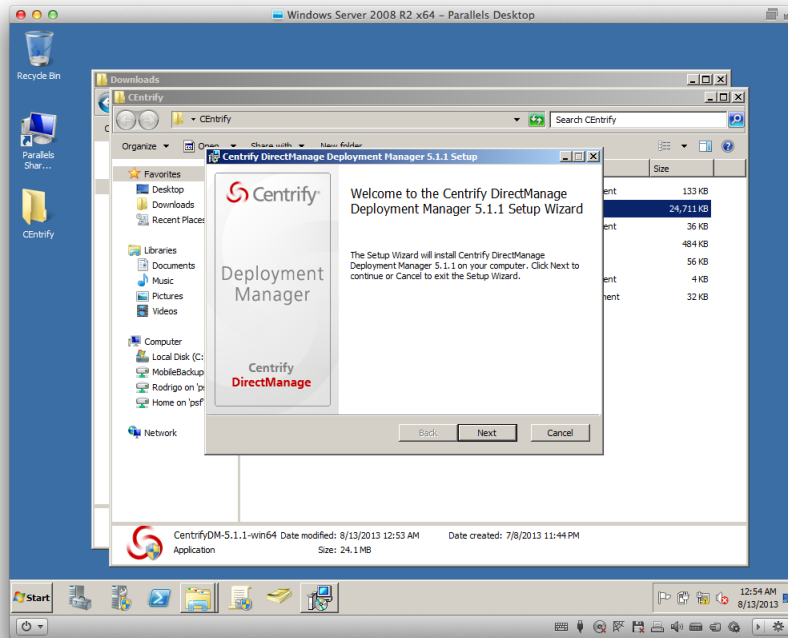 Windows Server 2008 R2 x64 – Parallels Desktop
Recycle Bin
Parallels
Shar...
CEntrify
Downloads
CEntrify
CEntrify
Search CEntrify
Organize
Open
Share with
New folder
Size
Favorites
Desktop
Downloads
Recent Places
Libraries
Documents
Music
Pictures
Videos
Computer
Local Disk (C:
MobileBackup
Rodrigo on 'p
Home on 'psf'
Network
ent
133 KB
24,711 KB
ent
36 KB
484 KB
56 KB
ent
4 KB
ment
32 KB
Centrify DirectManage Deployment Manager 5.1.1 Setup
Centrify
Deployment
Manager
Centrify
DirectManage
Welcome to the Centrify DirectManage
Deployment Manager 5.1.1 Setup Wizard
The Setup Wizard will install Centrify DirectManage
Deployment Manager 5.1.1 on your computer. Click Next to
continue or Cancel to exit the Setup Wizard.
Back
Next
Cancel
CentrifyDM-5.1.1-win64 Date modified: 8/13/2013 12:53 AM Date created: 7/8/2013 11:44 PM
Application Size: 24.1 MB
Start
12:54 AM
8/13/2013